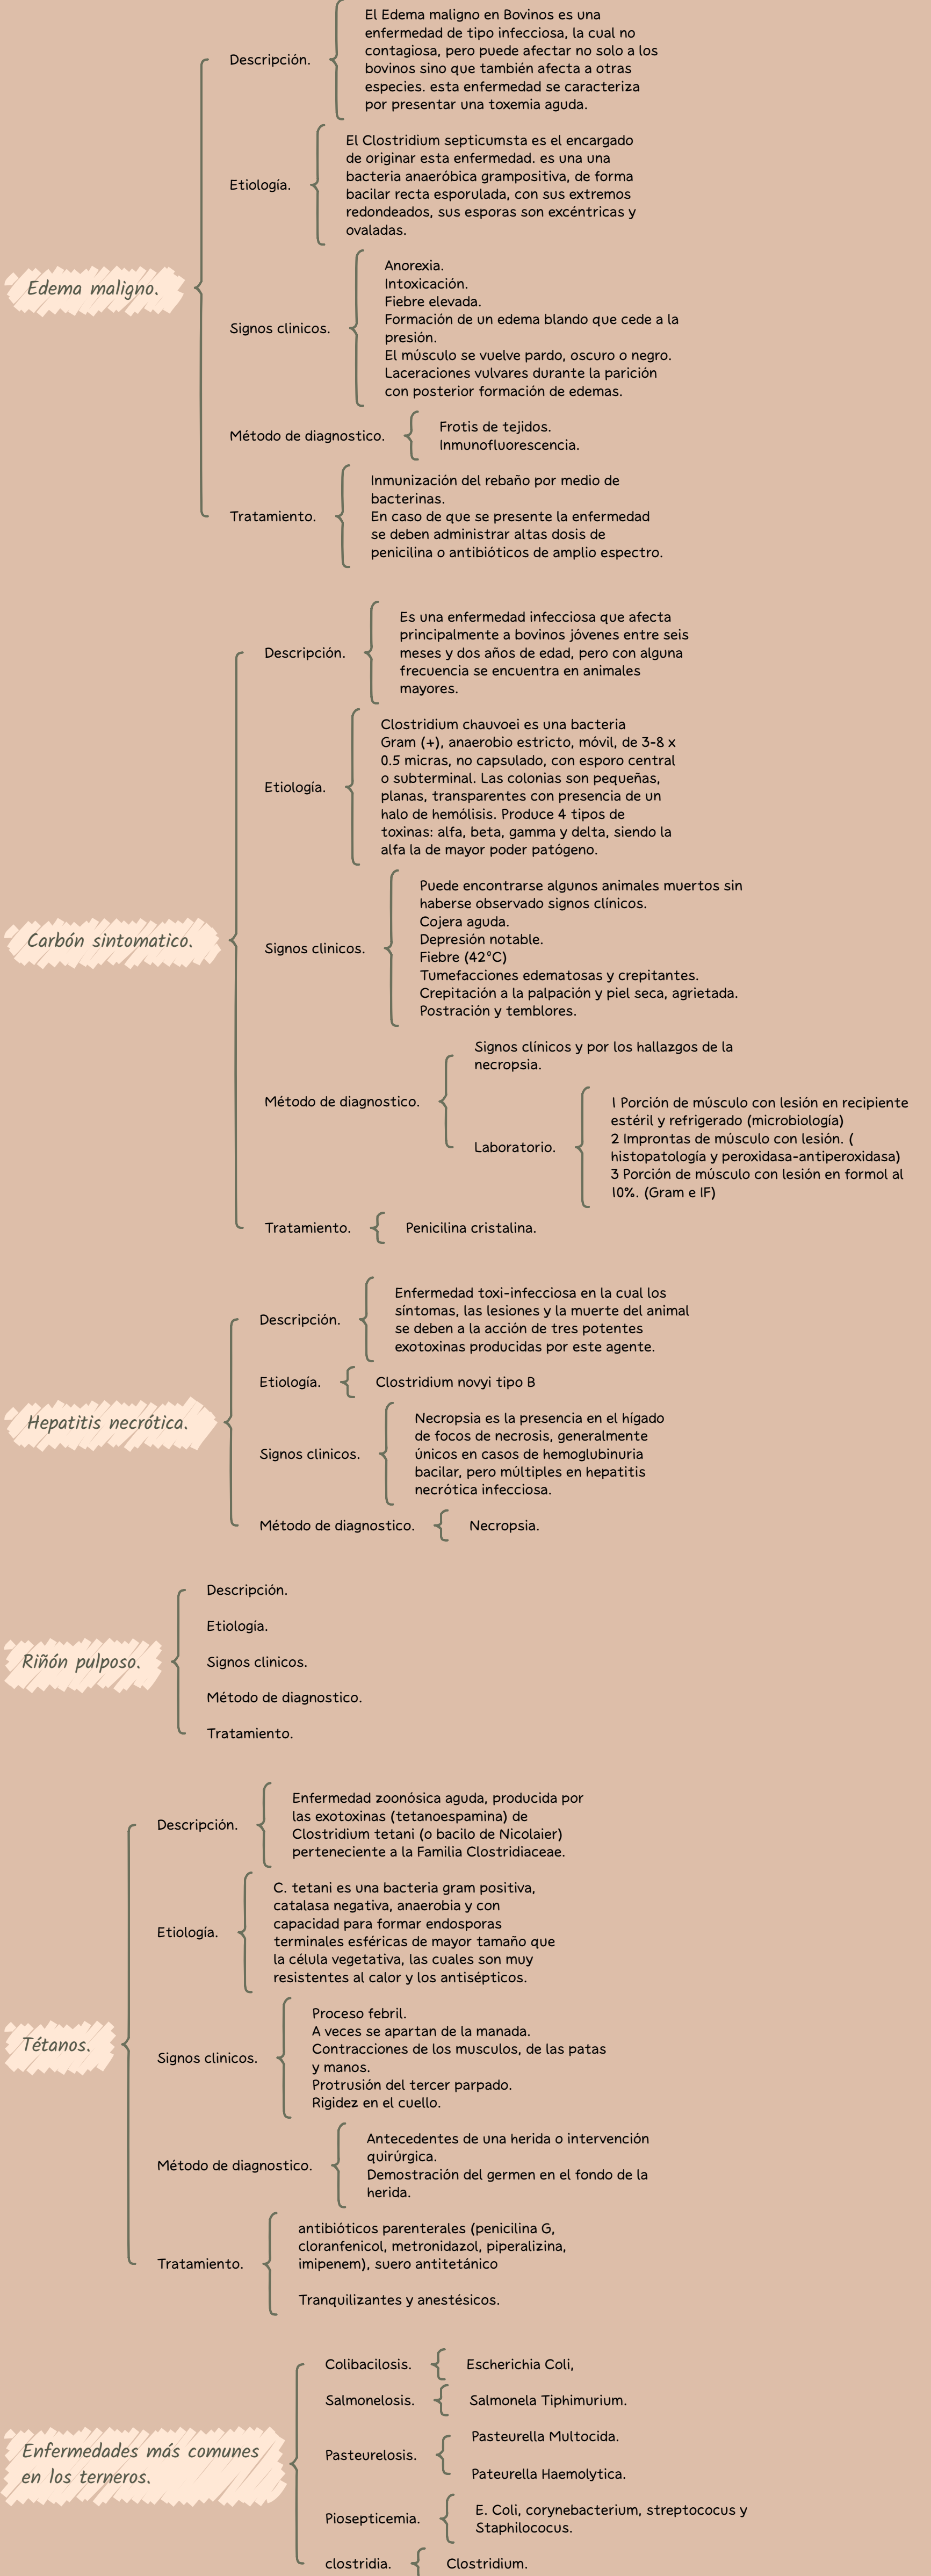 Edema maligno.
Descripción.
El Edema maligno en Bovinos es una
enfermedad de tipo infecciosa, la cual no
contagiosa, pero puede afectar no solo a los
bovinos sino que también afecta a otras
especies. esta enfermedad se caracteriza
por presentar una toxemia aguda.
Etiología.
El Clostridium septicumsta es el encargado
de originar esta enfermedad. es una una
bacteria anaeróbica grampositiva, de forma
bacilar recta esporulada, con sus extremos
redondeados, sus esporas son excéntricas y
ovaladas.
Signos clinicos.
Anorexia.
Intoxicación.
Fiebre elevada.
Formación de un edema blando que cede a la
presión.
El músculo se vuelve pardo, oscuro o negro.
Laceraciones vulvares durante la parición
con posterior formación de edemas.
Método de diagnostico.
Frotis de tejidos.
Inmunofluorescencia.
Tratamiento.
Inmunización del rebaño por medio de
bacterinas.
En caso de que se presente la enfermedad
se deben administrar altas dosis de
penicilina o antibióticos de amplio espectro.
Carbón sintomatico.
Descripción.
Es una enfermedad infecciosa que afecta
principalmente a bovinos jóvenes entre seis
meses y dos años de edad, pero con alguna
frecuencia se encuentra en animales
mayores.
Etiología.
Clostridium chauvoei es una bacteria
Gram (+), anaerobio estricto, móvil, de 3-8 x
0.5 micras, no capsulado, con esporo central
o subterminal. Las colonias son pequeñas,
planas, transparentes con presencia de un
halo de hemólisis. Produce 4 tipos de
toxinas: alfa, beta, gamma y delta, siendo la
alfa la de mayor poder patógeno.
Signos clinicos.
Puede encontrarse algunos animales muertos sin
haberse observado signos clínicos.
Cojera aguda.
Depresión notable.
Fiebre (42°C)
Tumefacciones edematosas y crepitantes.
Crepitación a la palpación y piel seca, agrietada.
Postración y temblores.
Método de diagnostico.
Signos clínicos y por los hallazgos de la
necropsia.
Laboratorio.
1 Porción de músculo con lesión en recipiente
estéril y refrigerado (microbiología)
2 Improntas de músculo con lesión. (
histopatología y peroxidasa-antiperoxidasa)
3 Porción de músculo con lesión en formol al
10%. (Gram e IF)
Tratamiento.
Penicilina cristalina.
Hepatitis necrótica.
Descripción.
Enfermedad toxi-infecciosa en la cual los
síntomas, las lesiones y la muerte del animal
se deben a la acción de tres potentes
exotoxinas producidas por este agente.
Etiología.
Clostridium novyi tipo B
Signos clinicos.
Necropsia es la presencia en el hígado
de focos de necrosis, generalmente
únicos en casos de hemoglubinuria
bacilar, pero múltiples en hepatitis
necrótica infecciosa.
Método de diagnostico.
Necropsia.
Riñón pulposo.
Descripción.
Etiología.
Signos clinicos.
Método de diagnostico.
Tratamiento.
Tétanos.
Descripción.
Enfermedad zoonósica aguda, producida por
las exotoxinas (tetanoespamina) de
Clostridium tetani (o bacilo de Nicolaier)
perteneciente a la Familia Clostridiaceae.
Etiología.
C. tetani es una bacteria gram positiva,
catalasa negativa, anaerobia y con
capacidad para formar endosporas
terminales esféricas de mayor tamaño que
la célula vegetativa, las cuales son muy
resistentes al calor y los antisépticos.
Signos clinicos.
Proceso febril.
A veces se apartan de la manada.
Contracciones de los musculos, de las patas
y manos.
Protrusión del tercer parpado.
Rigidez en el cuello.
Método de diagnostico.
Antecedentes de una herida o intervención
quirúrgica.
Demostración del germen en el fondo de la
herida.
Tratamiento.
antibióticos parenterales (penicilina G,
cloranfenicol, metronidazol, piperalizina,
imipenem), suero antitetánico
Tranquilizantes y anestésicos.
Enfermedades más comunes
en los terneros.
Colibacilosis.
Escherichia Coli,
Salmonelosis.
Salmonela Tiphimurium.
Pasteurelosis.
Pasteurella Multocida.
Pateurella Haemolytica.
Piosepticemia.
E. Coli, corynebacterium, streptococus y
Staphilococus.
clostridia.
Clostridium.